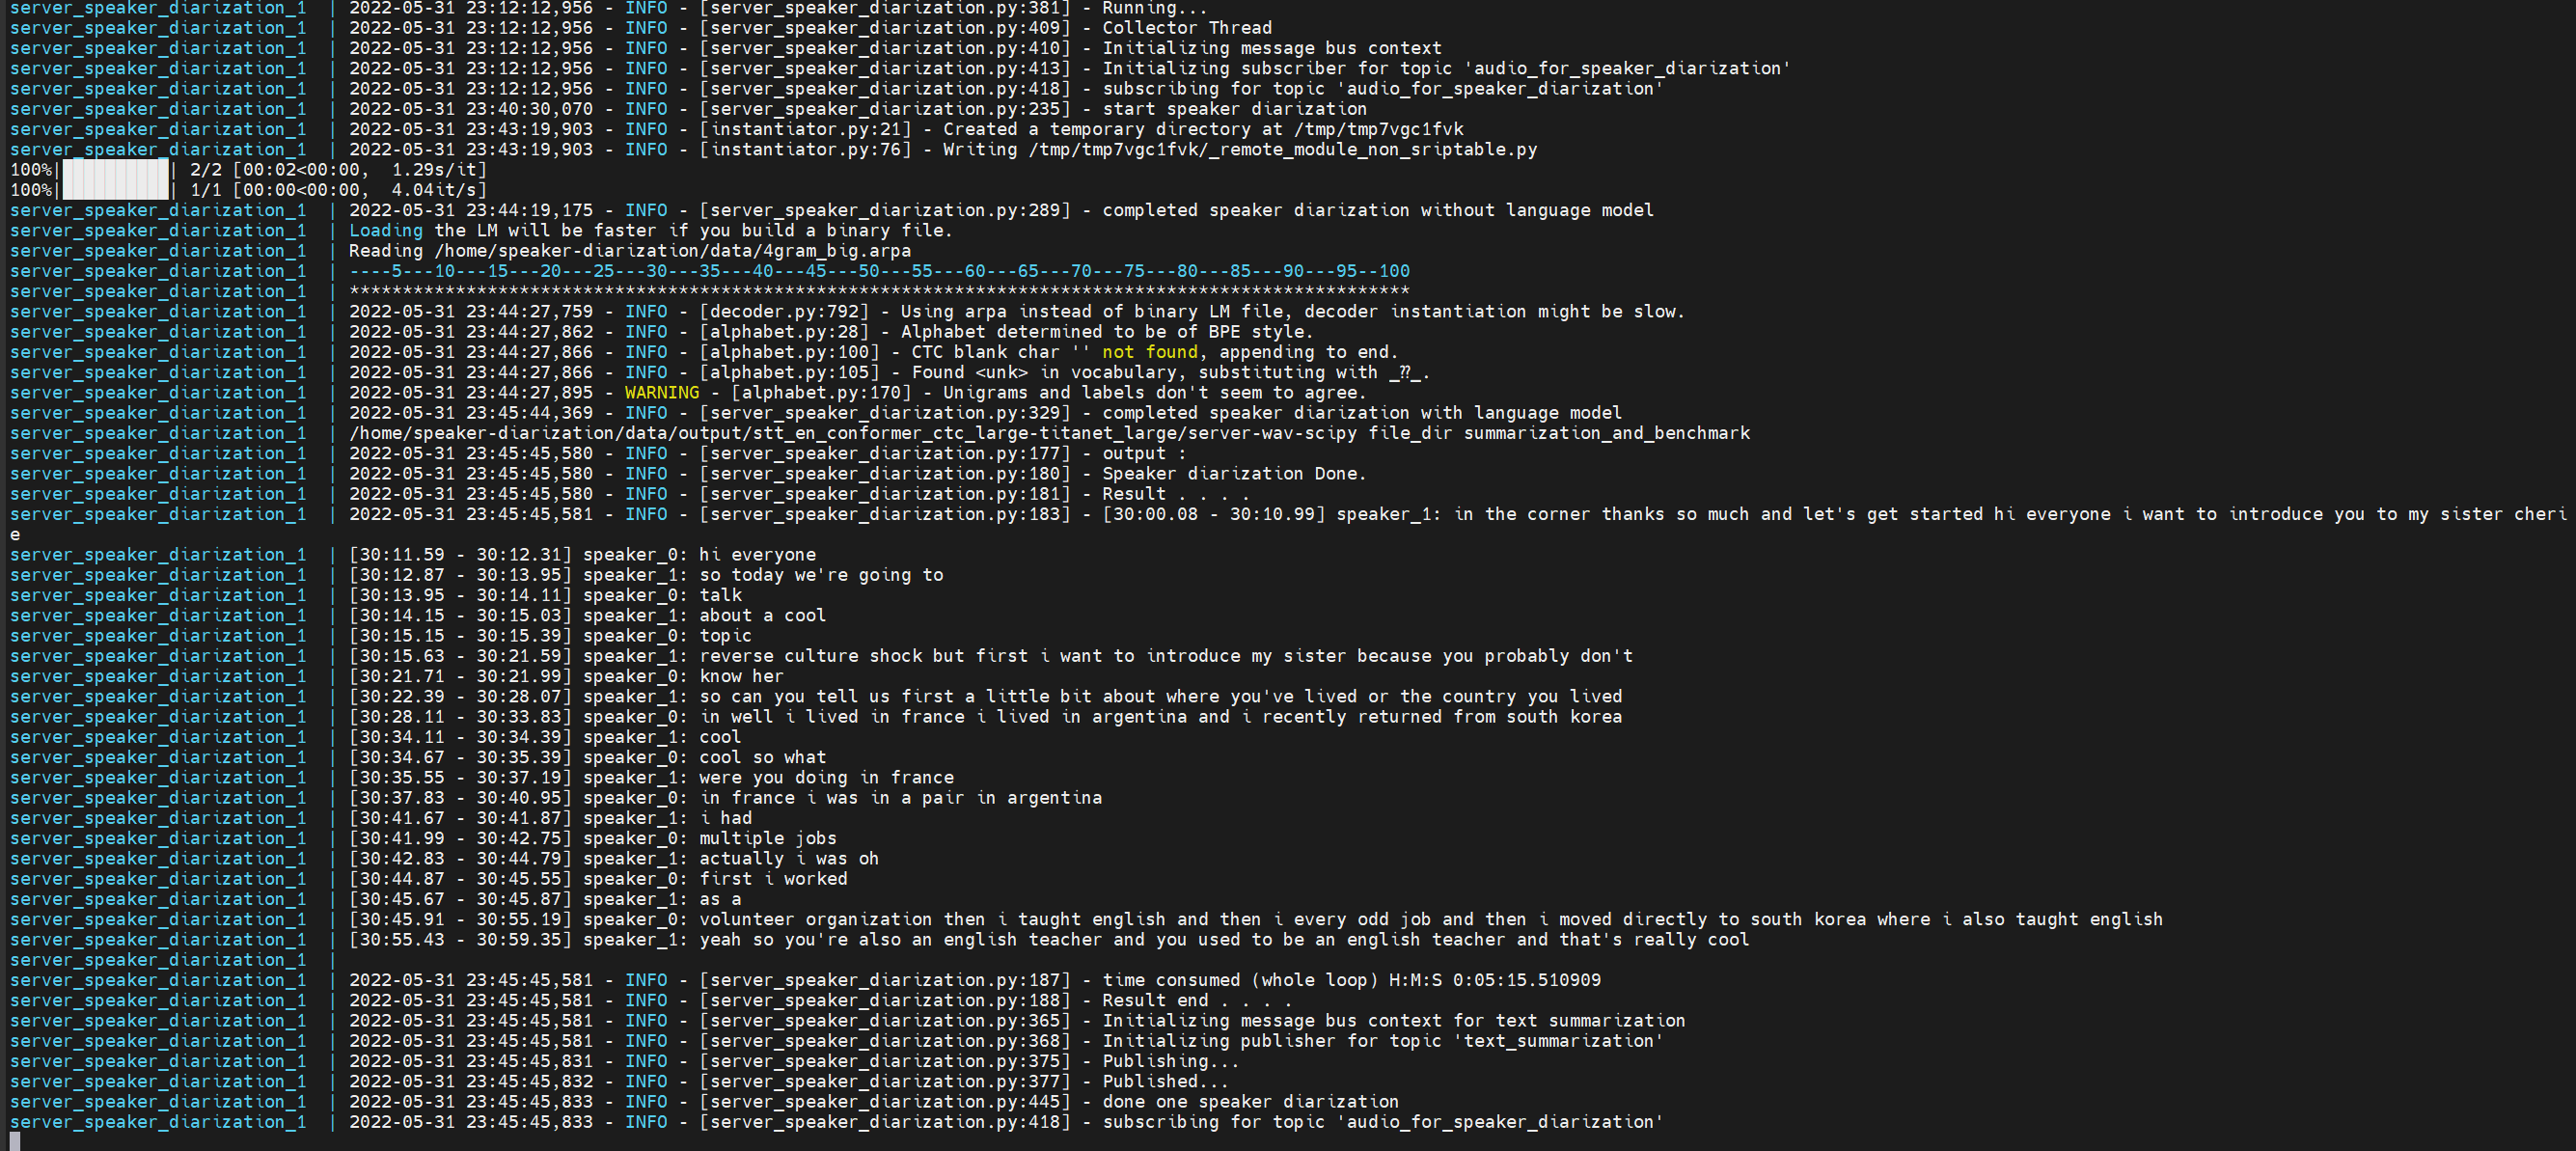 server_speaker_diarization_1  | 2022-05-31 23:12:12,956 - INFO - [server_speaker_diarization.py:381] - Running...
server_speaker_diarization_1  | 2022-05-31 23:12:12,956 - INFO - [server_speaker_diarization.py:409] - Collector Thread
server_speaker_diarization_1  | 2022-05-31 23:12:12,956 - INFO - [server_speaker_diarization.py:410] - Initializing message bus context
server_speaker_diarization_1  | 2022-05-31 23:12:12,956 - INFO - [server_speaker_diarization.py:413] - Initializing subscriber for topic 'audio_for_speaker_diarization'
server_speaker_diarization_1  | 2022-05-31 23:12:12,956 - INFO - [server_speaker_diarization.py:418] - subscribing for topic 'audio_for_speaker_diarization'
server_speaker_diarization_1  | 2022-05-31 23:40:30,070 - INFO - [server_speaker_diarization.py:235] - start speaker diarization
server_speaker_diarization_1  | 2022-05-31 23:43:19,903 - INFO - [instantiator.py:21] - Created a temporary directory at /tmp/tmp7vgc1fvk
server_speaker_diarization_1  | 2022-05-31 23:43:19,903 - INFO - [instantiator.py:76] - Writing /tmp/tmp7vgc1fvk/_remote_module_non_sriptable.py
100%|██████████| 2/2 [00:02<00:00,  1.29s/it]
100%|██████████| 1/1 [00:00<00:00,  4.04it/s]
server_speaker_diarization_1  | 2022-05-31 23:44:19,175 - INFO - [server_speaker_diarization.py:289] - completed speaker diarization without language model
server_speaker_diarization_1  | Loading the LM will be faster if you build a binary file.
server_speaker_diarization_1  | Reading /home/speaker-diarization/data/4gram_big.arpa
server_speaker_diarization_1  | ----5---10---15---20---25---30---35---40---45---50---55---60---65---70---75---80---85---90---95--100
server_speaker_diarization_1  | ****************************************************************************************************
server_speaker_diarization_1  | 2022-05-31 23:44:27,759 - INFO - [decoder.py:792] - Using arpa instead of binary LM file, decoder instantiation might be slow.
server_speaker_diarization_1  | 2022-05-31 23:44:27,862 - INFO - [alphabet.py:28] - Alphabet determined to be of BPE style.
server_speaker_diarization_1  | 2022-05-31 23:44:27,866 - INFO - [alphabet.py:100] - CTC blank char '' not found, appending to end.
server_speaker_diarization_1  | 2022-05-31 23:44:27,866 - INFO - [alphabet.py:105] - Found <unk> in vocabulary, substituting with ▁⁇▁.
server_speaker_diarization_1  | 2022-05-31 23:44:27,895 - WARNING - [alphabet.py:170] - Unigrams and labels don't seem to agree.
server_speaker_diarization_1  | 2022-05-31 23:45:44,369 - INFO - [server_speaker_diarization.py:329] - completed speaker diarization with language model
server_speaker_diarization_1  | /home/speaker-diarization/data/output/stt_en_conformer_ctc_large-titanet_large/server-wav-scipy file_dir summarization_and_benchmark
server_speaker_diarization_1  | 2022-05-31 23:45:45,580 - INFO - [server_speaker_diarization.py:177] - output :
server_speaker_diarization_1  | 2022-05-31 23:45:45,580 - INFO - [server_speaker_diarization.py:180] - Speaker diarization Done.
server_speaker_diarization_1  | 2022-05-31 23:45:45,580 - INFO - [server_speaker_diarization.py:181] - Result . . . .
server_speaker_diarization_1  | 2022-05-31 23:45:45,581 - INFO - [server_speaker_diarization.py:183] - [30:00.08 - 30:10.99] speaker_1: in the corner thanks so much and let's get started hi everyone i want to introduce you to my sister cheri
e
server_speaker_diarization_1  | [30:11.59 - 30:12.31] speaker_0: hi everyone
server_speaker_diarization_1  | [30:12.87 - 30:13.95] speaker_1: so today we're going to
server_speaker_diarization_1  | [30:13.95 - 30:14.11] speaker_0: talk
server_speaker_diarization_1  | [30:14.15 - 30:15.03] speaker_1: about a cool
server_speaker_diarization_1  | [30:15.15 - 30:15.39] speaker_0: topic
server_speaker_diarization_1  | [30:15.63 - 30:21.59] speaker_1: reverse culture shock but first i want to introduce my sister because you probably don't
server_speaker_diarization_1  | [30:21.71 - 30:21.99] speaker_0: know her
server_speaker_diarization_1  | [30:22.39 - 30:28.07] speaker_1: so can you tell us first a little bit about where you've lived or the country you lived
server_speaker_diarization_1  | [30:28.11 - 30:33.83] speaker_0: in well i lived in france i lived in argentina and i recently returned from south korea
server_speaker_diarization_1  | [30:34.11 - 30:34.39] speaker_1: cool
server_speaker_diarization_1  | [30:34.67 - 30:35.39] speaker_0: cool so what
server_speaker_diarization_1  | [30:35.55 - 30:37.19] speaker_1: were you doing in france
server_speaker_diarization_1  | [30:37.83 - 30:40.95] speaker_0: in france i was in a pair in argentina
server_speaker_diarization_1  | [30:41.67 - 30:41.87] speaker_1: i had
server_speaker_diarization_1  | [30:41.99 - 30:42.75] speaker_0: multiple jobs
server_speaker_diarization_1  | [30:42.83 - 30:44.79] speaker_1: actually i was oh
server_speaker_diarization_1  | [30:44.87 - 30:45.55] speaker_0: first i worked
server_speaker_diarization_1  | [30:45.67 - 30:45.87] speaker_1: as a
server_speaker_diarization_1  | [30:45.91 - 30:55.19] speaker_0: volunteer organization then i taught english and then i every odd job and then i moved directly to south korea where i also taught english
server_speaker_diarization_1  | [30:55.43 - 30:59.35] speaker_1: yeah so you're also an english teacher and you used to be an english teacher and that's really cool
server_speaker_diarization_1  |
server_speaker_diarization_1  | 2022-05-31 23:45:45,581 - INFO - [server_speaker_diarization.py:187] - time consumed (whole loop) H:M:S 0:05:15.510909
server_speaker_diarization_1  | 2022-05-31 23:45:45,581 - INFO - [server_speaker_diarization.py:188] - Result end . . . .
server_speaker_diarization_1  | 2022-05-31 23:45:45,581 - INFO - [server_speaker_diarization.py:365] - Initializing message bus context for text summarization
server_speaker_diarization_1  | 2022-05-31 23:45:45,581 - INFO - [server_speaker_diarization.py:368] - Initializing publisher for topic 'text_summarization'
server_speaker_diarization_1  | 2022-05-31 23:45:45,831 - INFO - [server_speaker_diarization.py:375] - Publishing...
server_speaker_diarization_1  | 2022-05-31 23:45:45,832 - INFO - [server_speaker_diarization.py:377] - Published...
server_speaker_diarization_1  | 2022-05-31 23:45:45,833 - INFO - [server_speaker_diarization.py:445] - done one speaker diarization
server_speaker_diarization_1  | 2022-05-31 23:45:45,833 - INFO - [server_speaker_diarization.py:418] - subscribing for topic 'audio_for_speaker_diarization'